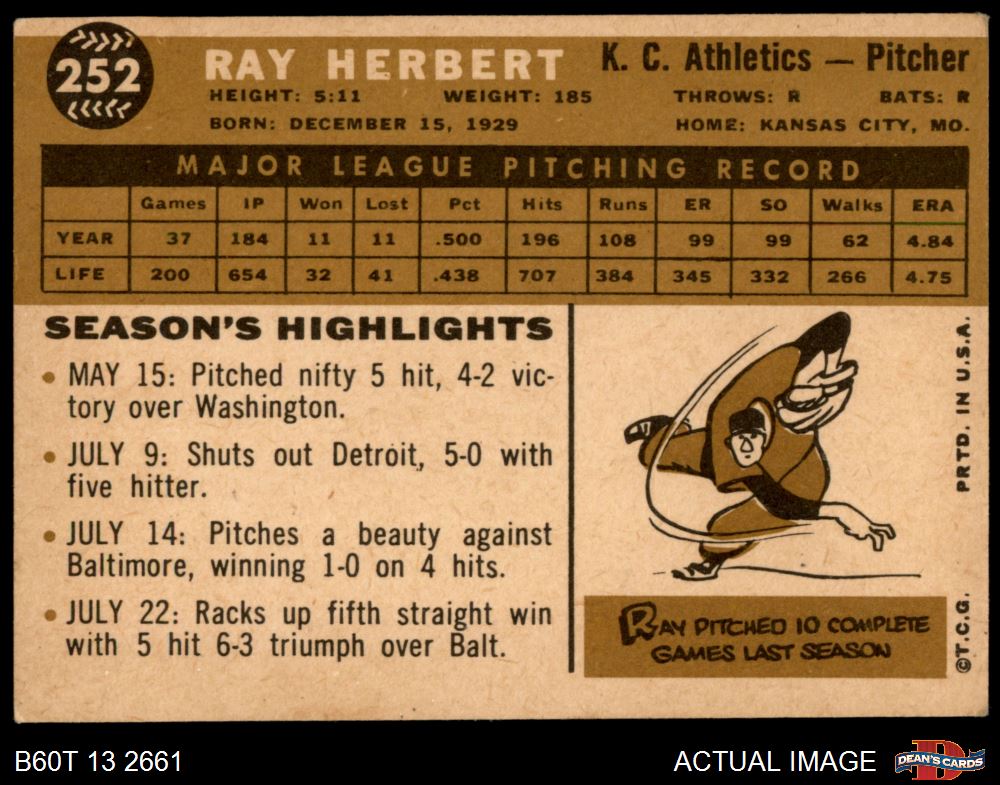 252
RAY HERBERT
K. C. Athletics — Pitcher
HEIGHT: 5:11 WEIGHT: 185 THROWS: R BATS: R
BORN: DECEMBER 15, 1929 HOME: KANSAS CITY, MO.
MAJOR LEAGUE PITCHING RECORD
Games IP Won Lost Pct Hits Runs ER SO Walks ERA
YEAR 37 184 11 11 .500 196 108 99 99 62 4.84
LIFE 200 654 32 41 .438 707 384 345 332 266 4.75
SEASON'S HIGHLIGHTS
• MAY 15: Pitched nifty 5 hit, 4-2 vic-
tory over Washington.
• JULY 9: Shuts out Detroit, 5-0 with
five hitter.
• JULY 14: Pitches a beauty against
Baltimore, winning 1-0 on 4 hits.
• JULY 22: Racks up fifth straight win
with 5 hit 6-3 triumph over Balt.
RAY PITCHED 10 COMPLETE
GAMES LAST SEASON
PRTD. IN U.S.A.
©T.C.G.
B60T 13 2661
ACTUAL IMAGE
DEAN'S CARDS